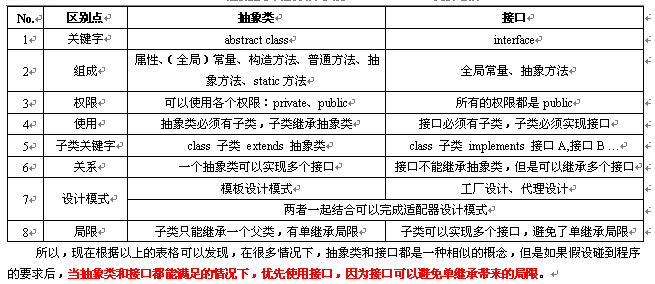 No. 区别点 抽象类 接口
1 关键字 abstract class interface
2 组成 属性、（全局）常量、构造方法、普通方法、抽象方法、static 方法 全局常量、抽象方法
3 权限 可以使用各个权限：private、public 所有的权限都是 public
4 使用 抽象类必须有子类，子类继承抽象类 接口必须有子类，子类必须实现接口
5 子类关键字 class 子类 extends 抽象类 class 子类 implements 接口 A,接口 B …
6 关系 一个抽象类可以实现多个接口 接口不能继承抽象类，但是可以继承多个接口
7 设计模式 模板设计模式 工厂设计、代理设计
两者一起结合可以完成适配器设计模式
8 局限 子类只能继承一个父类，有单继承局限 子类可以实现多个接口，避免了单继承局限
所以，现在根据以上的表格可以发现，在很多情况下，抽象类和接口都是一种相似的概念，但是如果假设碰到程序
的要求后，当抽象类和接口都能满足的情况下，优先使用接口，因为接口可以避免单继承带来的局限。